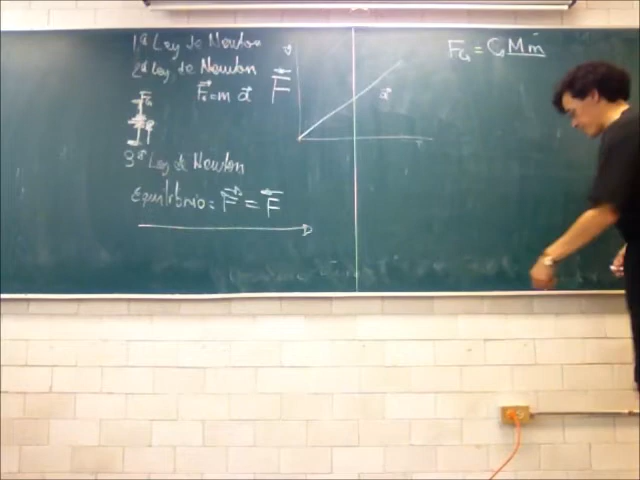 1ª Ley de Newton
2ª Ley de Newton
F = m a
F
3ª Ley de Newton
Equilibrio: F = F
a
F_G = G Mm